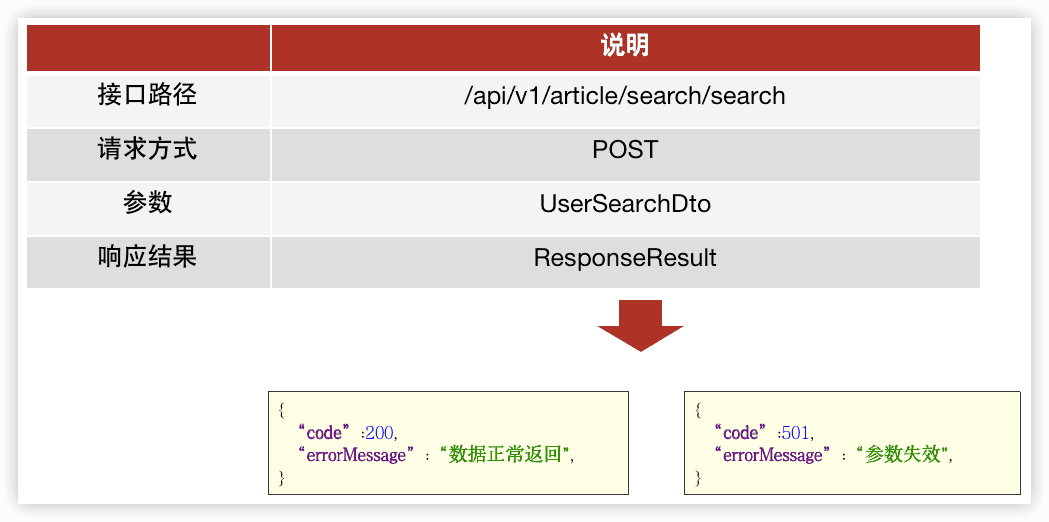 说明
接口路径 /api/v1/article/search/search
请求方式 POST
参数 UserSearchDto
响应结果 ResponseResult
{
“code” :200,
“errorMessage” : “数据正常返回",
}
{
“code” :501,
“errorMessage” : “参数失效",
}